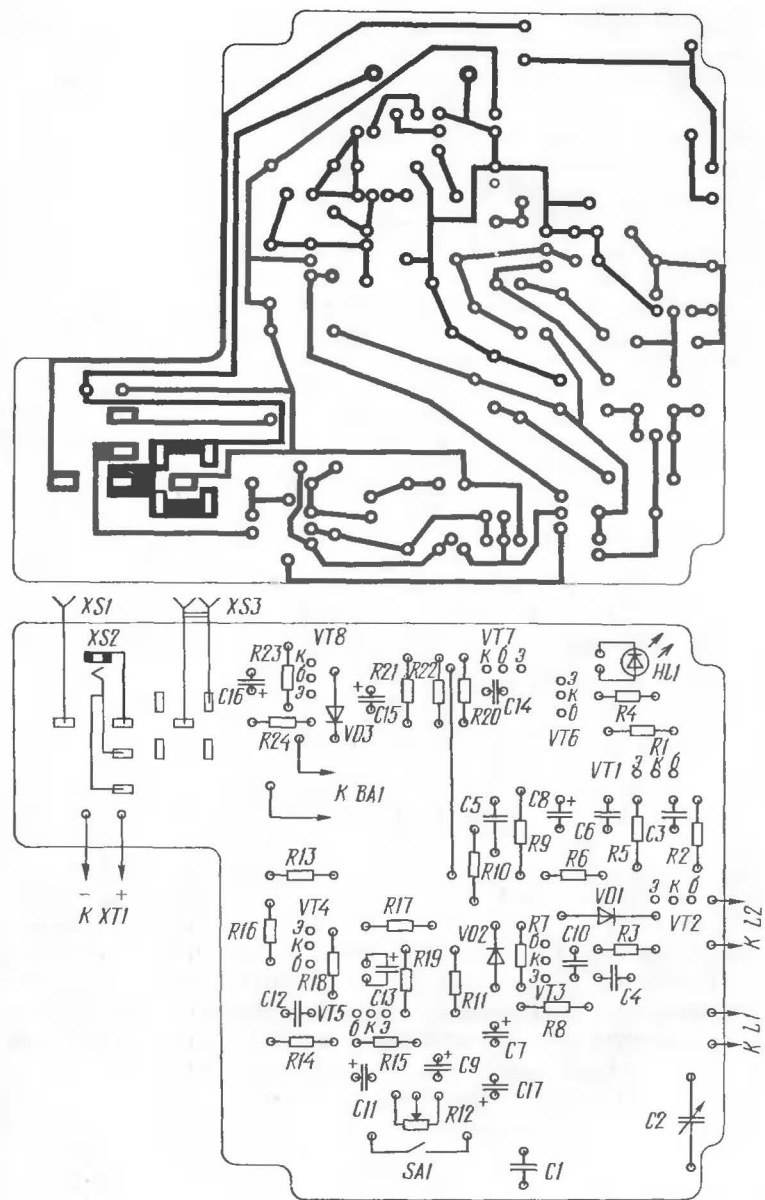 XS1
XS3
XS2
VT8
R23
К
б
Э
C16
+
R24
VD3
+
C15
R21
R22
VT7
К б Э
R20
C14
HL1
Э
К
б
VT6
R4
R1
VT1
Э К б
К BA1
C5
C8
+
R9
C6
R5
C3
R2
R10
R6
-
+
К XT1
R13
R16
VT4
Э
К
б
R17
R18
+
C13
R19
VD2
R11
R7
б
К
Э
C10
VD1
Э К б
VT2
К L2
R3
C4
C12
VT5
б К Э
VT3
R8
К L1
R14
R15
+
C7
+
C9
+
C11
C17
+
R12
C2
SA1
C1